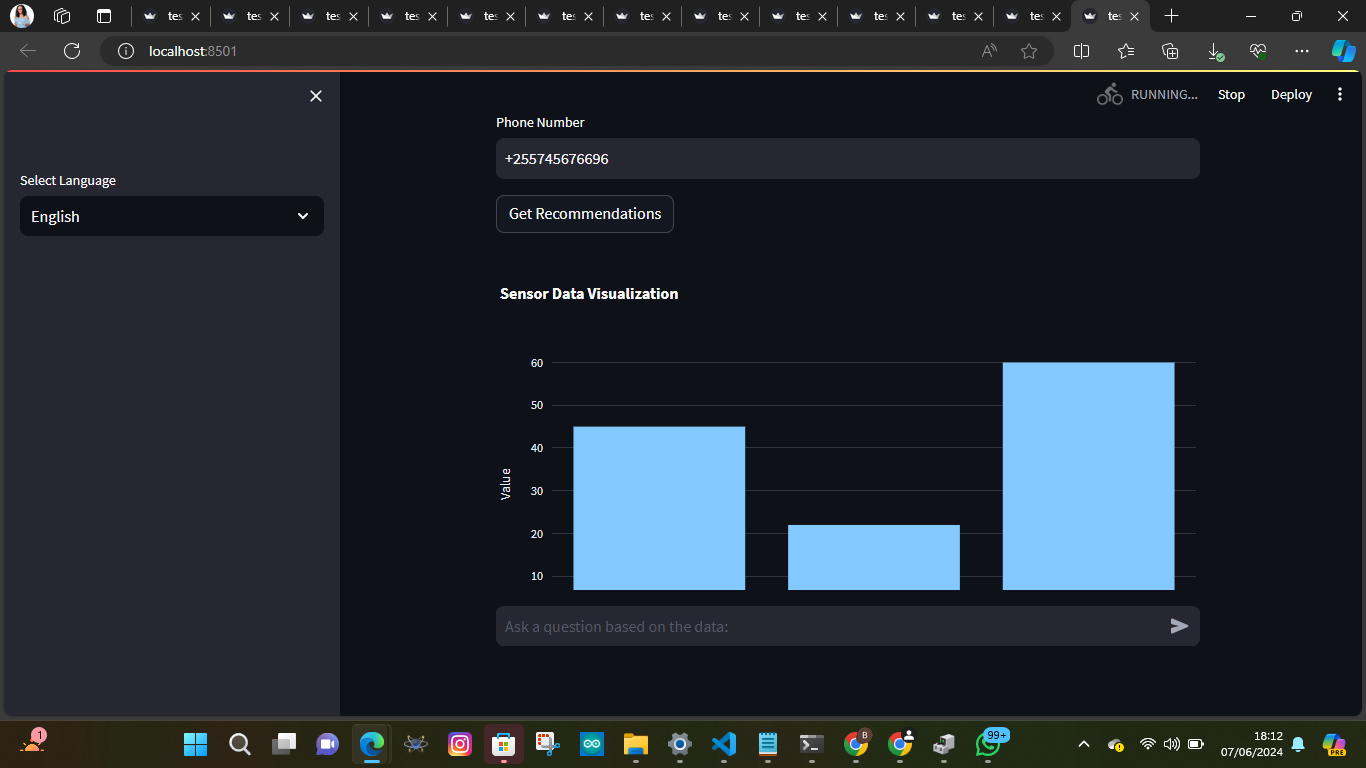 tes
tes
tes
tes
tes
tes
tes
tes
tes
tes
tes
tes
tes
localhost:8501
RUNNING...
Stop
Deploy
Select Language
English
Phone Number
+255745676696
Get Recommendations
Sensor Data Visualization
60
50
40
30
20
10
Value
Ask a question based on the data:
1
B
99+
18:12
07/06/2024
PRE